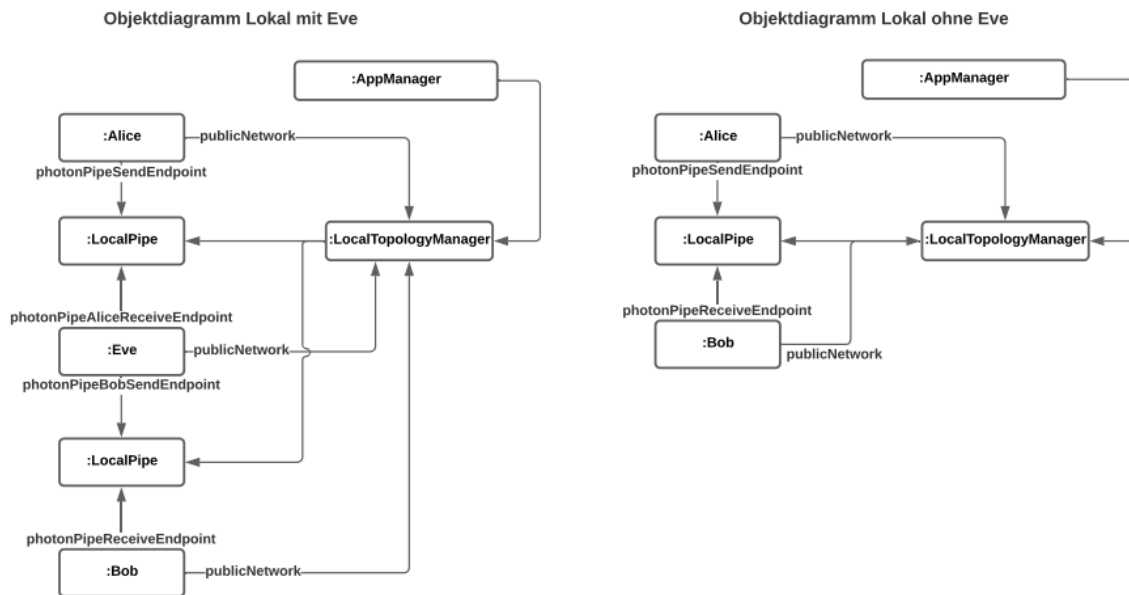 Objektdiagramm Lokal mit Eve
:AppManager
:Alice
publicNetwork
photonPipeSendEndpoint
:LocalPipe
:LocalTopologyManager
photonPipeAliceReceiveEndpoint
:Eve
publicNetwork
photonPipeBobSendEndpoint
:LocalPipe
photonPipeReceiveEndpoint
:Bob
publicNetwork
Objektdiagramm Lokal ohne Eve
:AppManager
:Alice
publicNetwork
photonPipeSendEndpoint
:LocalPipe
:LocalTopologyManager
photonPipeReceiveEndpoint
:Bob
publicNetwork